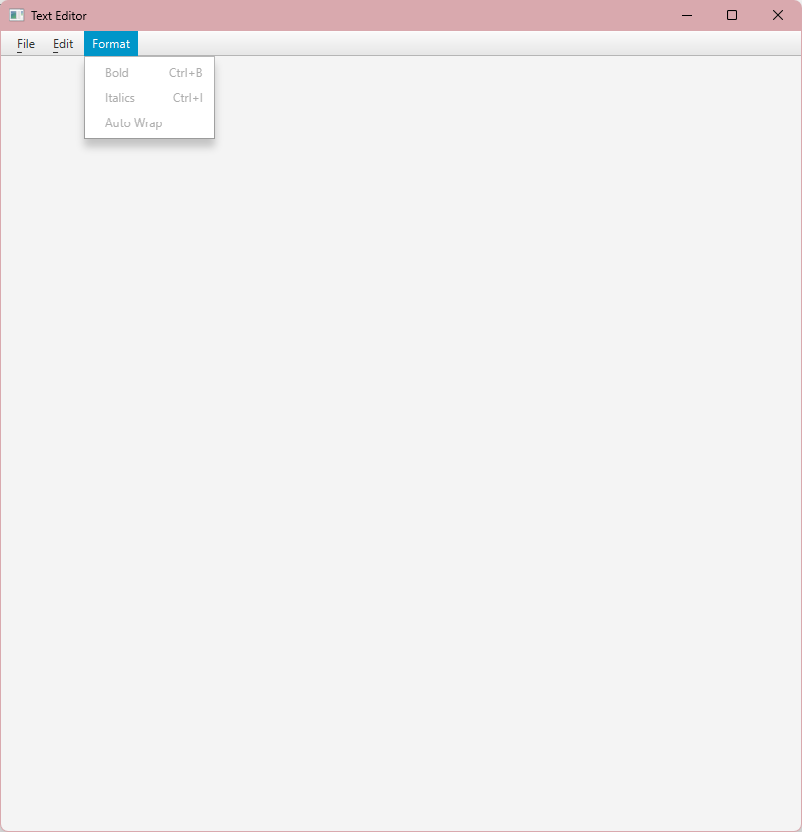 Text Editor
File Edit Format
Bold Ctrl+B
Italics Ctrl+I
Auto Wrap